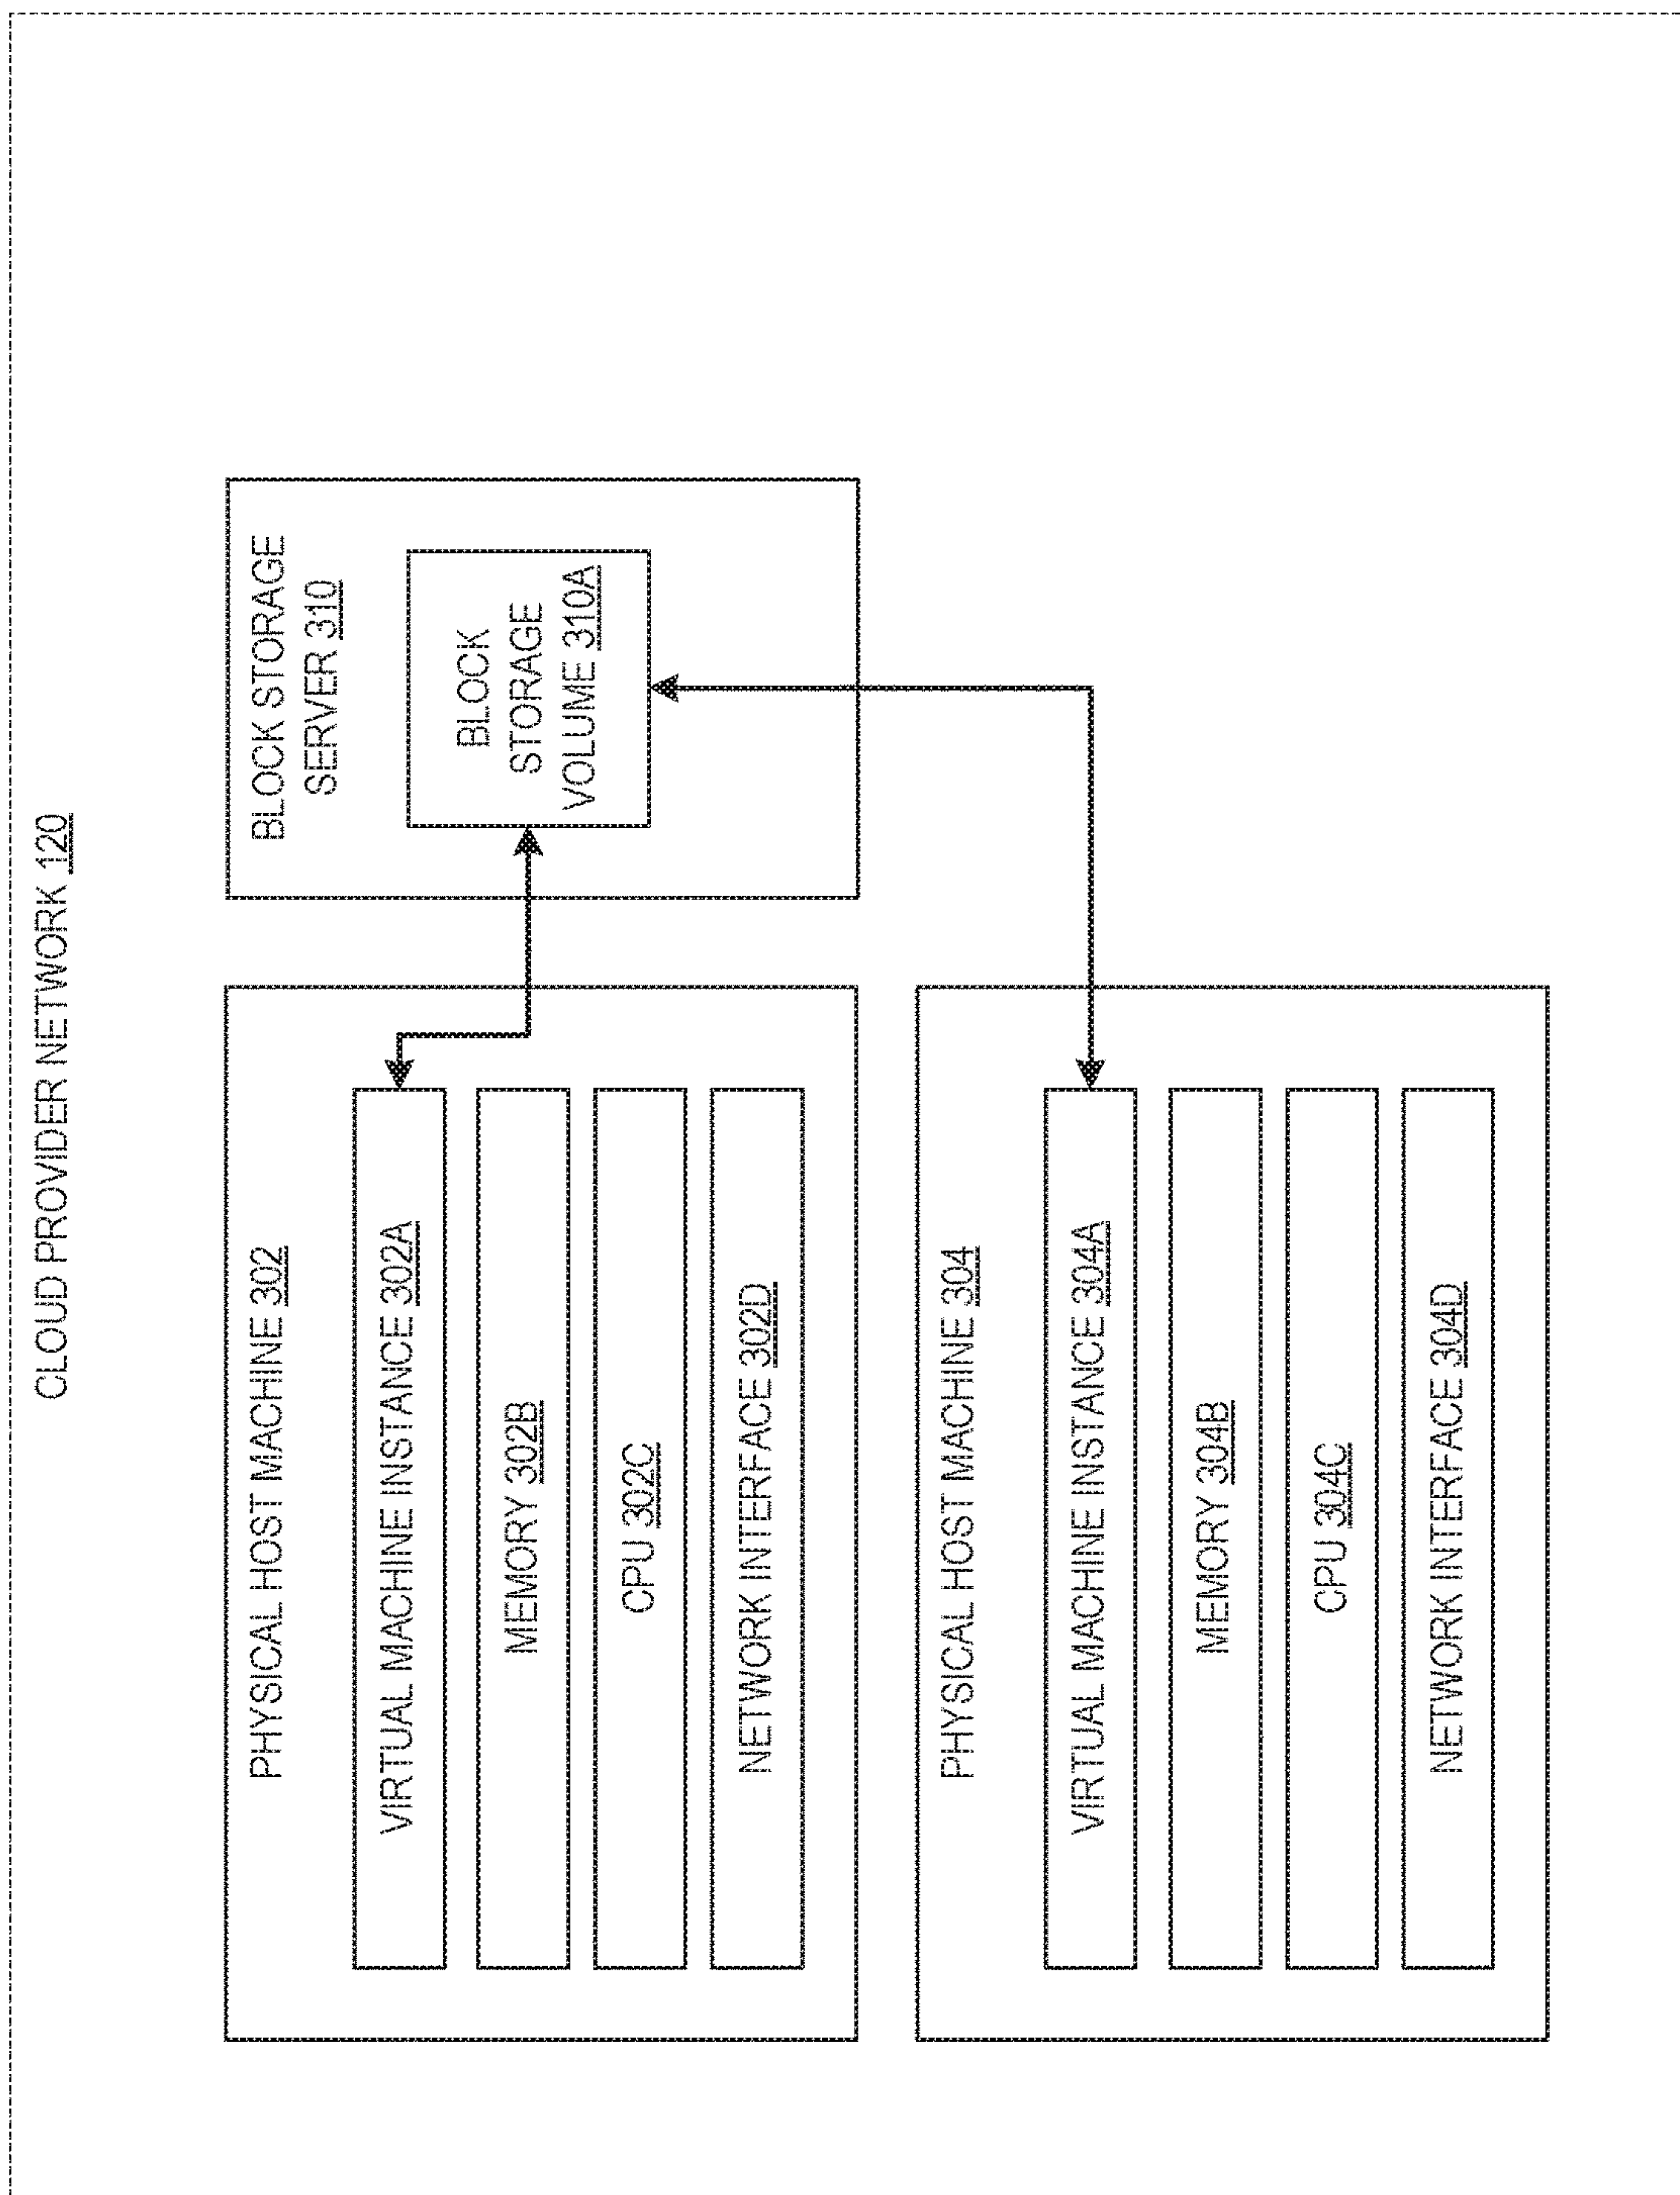 CLOUD PROVIDER NETWORK 120
PHYSICAL HOST MACHINE 302
VIRTUAL MACHINE INSTANCE 302A
MEMORY 302B
CPU 302C
NETWORK INTERFACE 302D
BLOCK STORAGE
SERVER 310
BLOCK
STORAGE
VOLUME 310A
PHYSICAL HOST MACHINE 304
VIRTUAL MACHINE INSTANCE 304A
MEMORY 304B
CPU 304C
NETWORK INTERFACE 304D